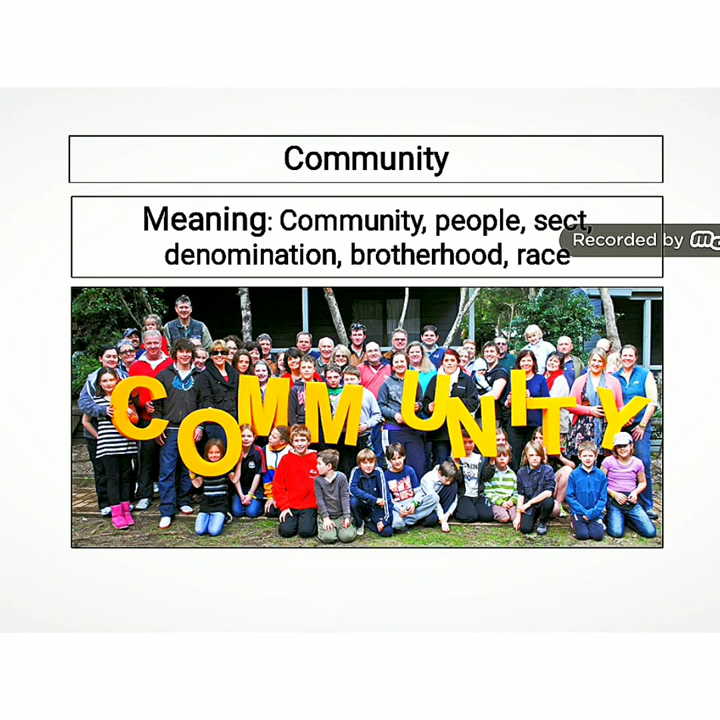 Community
Meaning: Community, people, sect,
denomination, brotherhood, race
Recorded by
COMMUNITY